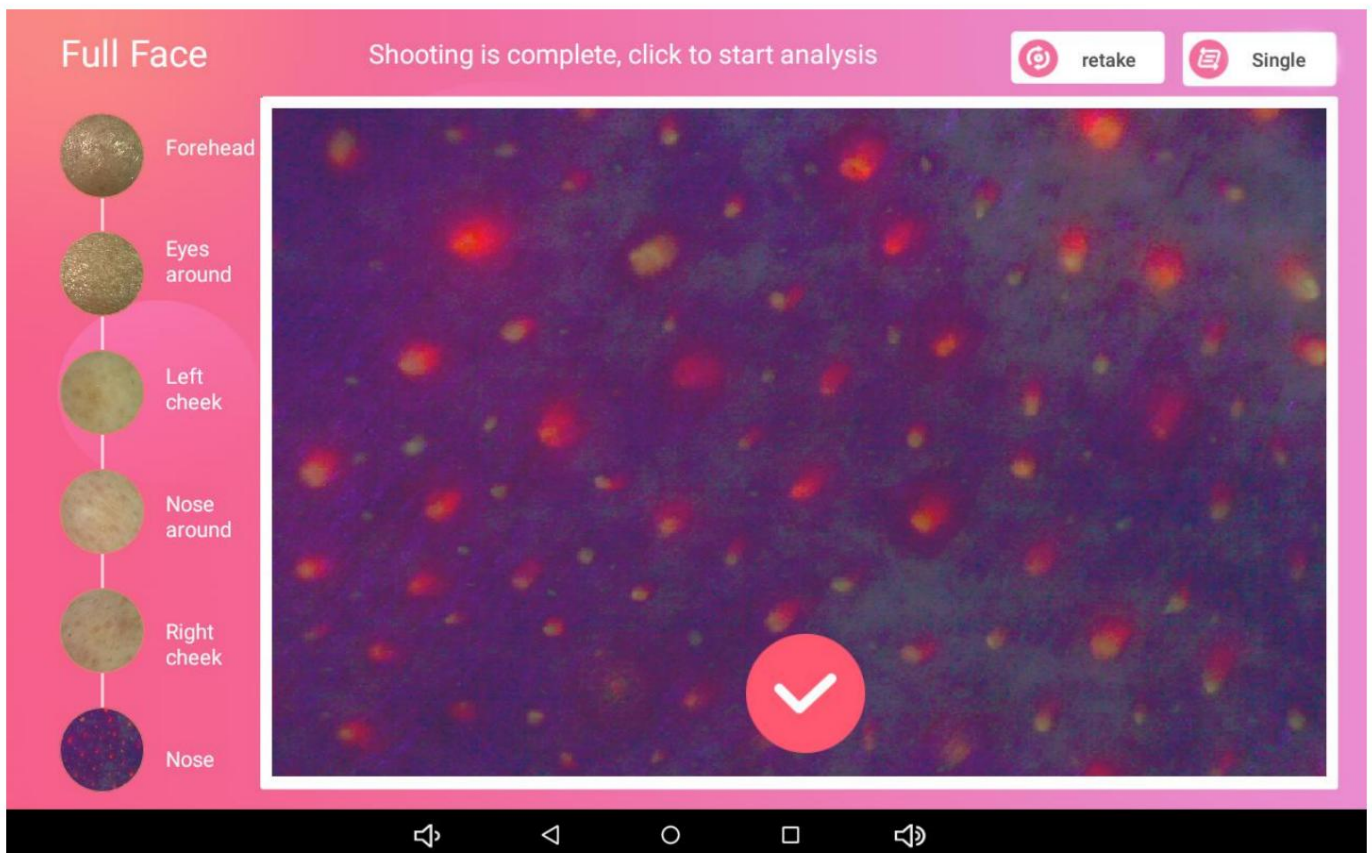 Full Face
Shooting is complete, click to start analysis
retake
Single
Forehead
Eyes
around
Left
cheek
Nose
around
Right
cheek
Nose